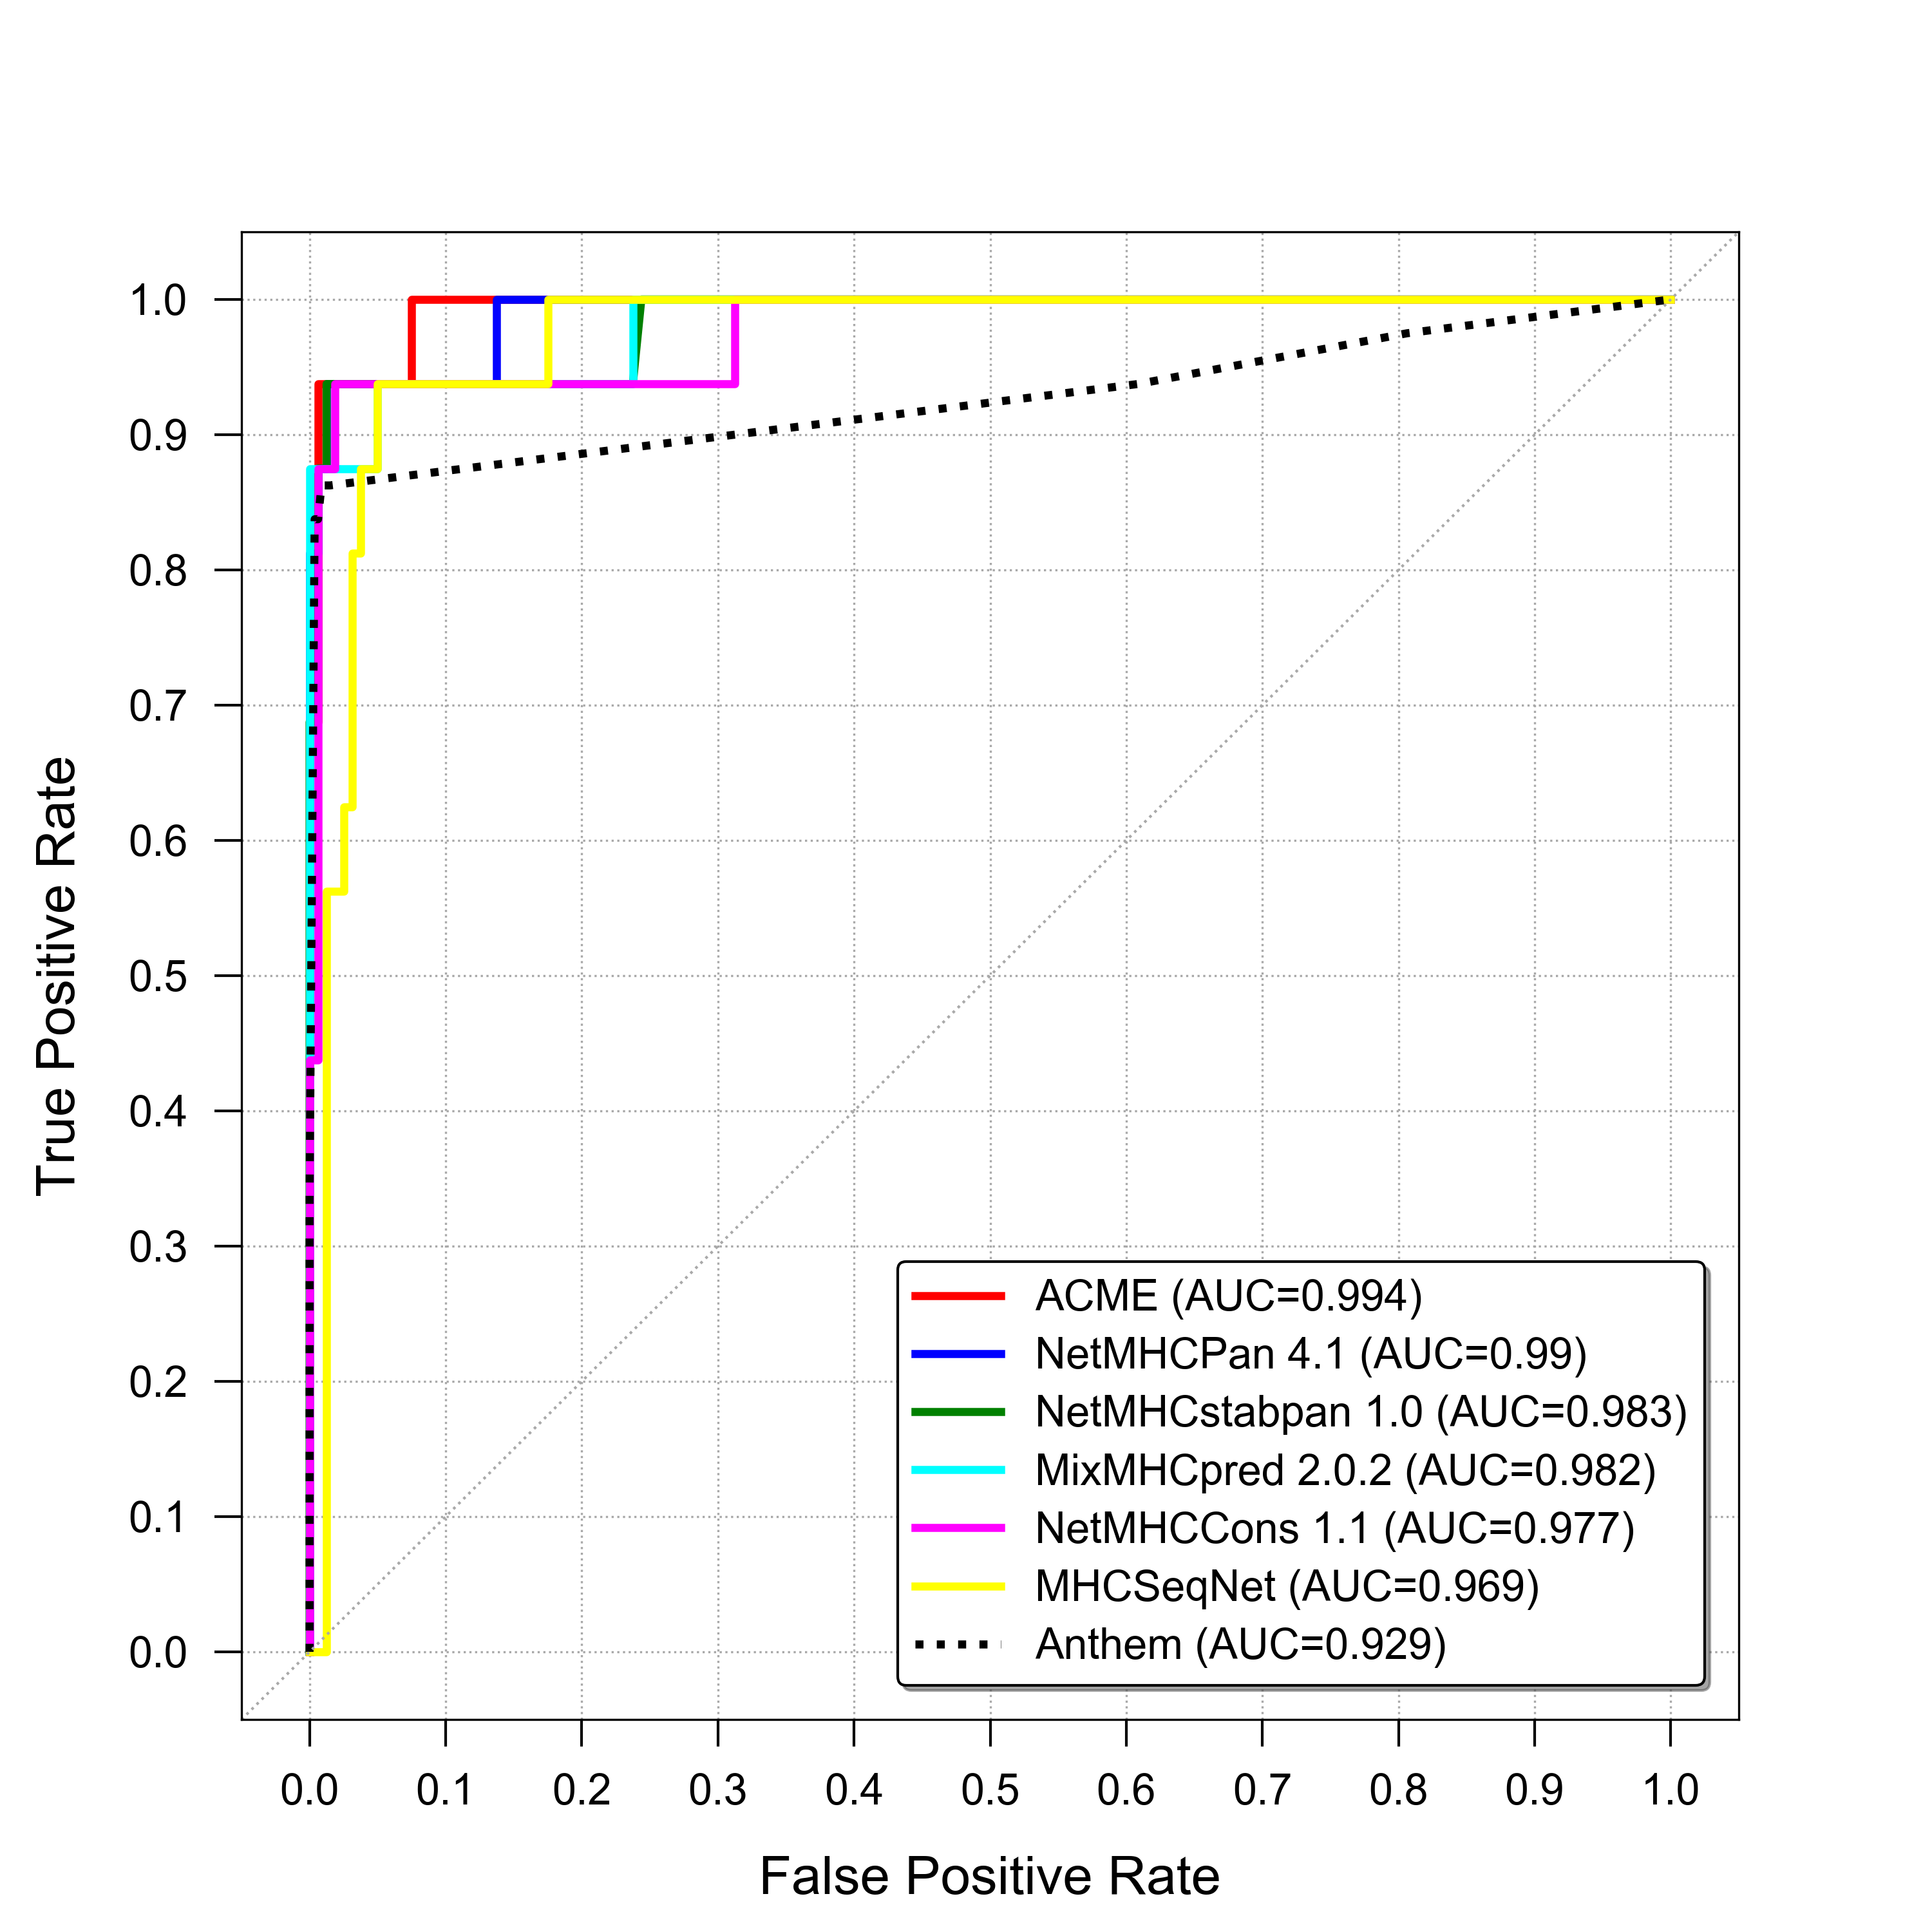 1.0
0.9
0.8
0.7
0.6
0.5
0.4
0.3
0.2
0.1
0.0
True Positive Rate
ACME (AUC=0.994)
NetMHCPan 4.1 (AUC=0.99)
NetMHCstabpan 1.0 (AUC=0.983)
MixMHCpred 2.0.2 (AUC=0.982)
NetMHCCons 1.1 (AUC=0.977)
MHCSeqNet (AUC=0.969)
Anthem (AUC=0.929)
0.0 0.1 0.2 0.3 0.4 0.5 0.6 0.7 0.8 0.9 1.0
False Positive Rate